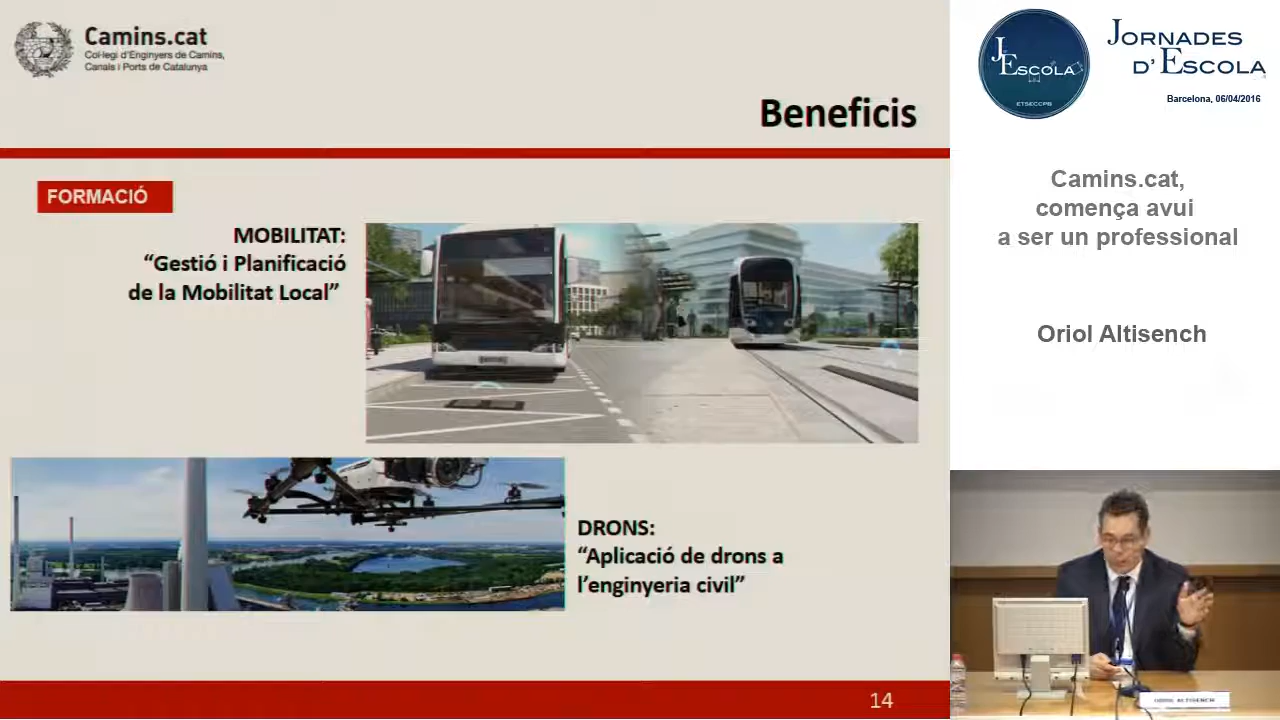 Camins.cat
Col·legi d'Enginyers de Camins,
Canals i Ports de Catalunya
Beneficis
FORMACIÓ
MOBILITAT:
“Gestió i Planificació
de la Mobilitat Local”
DRONS:
“Aplicació de drons a
l’enginyeria civil”
14
JESCOLA
ETSECCPB
JORNADES
D'ESCOLA
Barcelona, 06/04/2016
Camins.cat,
comença avui
a ser un professional
Oriol Altisench
ORIOL ALTISENCH